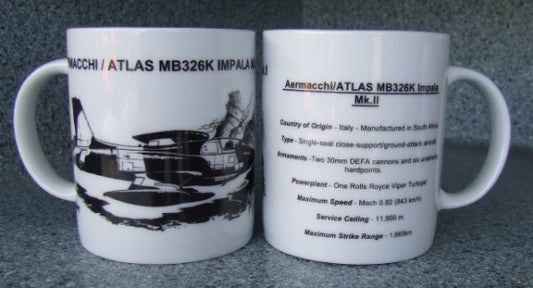 MACCHI / ATLAS MB326K IMPALA
Aermacchi/ATLAS MB326K Impala
Mk.II
Country of Origin - Italy - Manufactured in South Africa
Type - Single-seat close-support/ground-attack aircraft
Armaments -Two 30mm DEFA cannons and six underwing
hardpoints.
Powerplant - One Rolls Royce Viper Turbojet
Maximum Speed - Mach 0.82 (843 km/h)
Service Ceiling - 11,900 m.
Maximum Strike Range - 1,665km